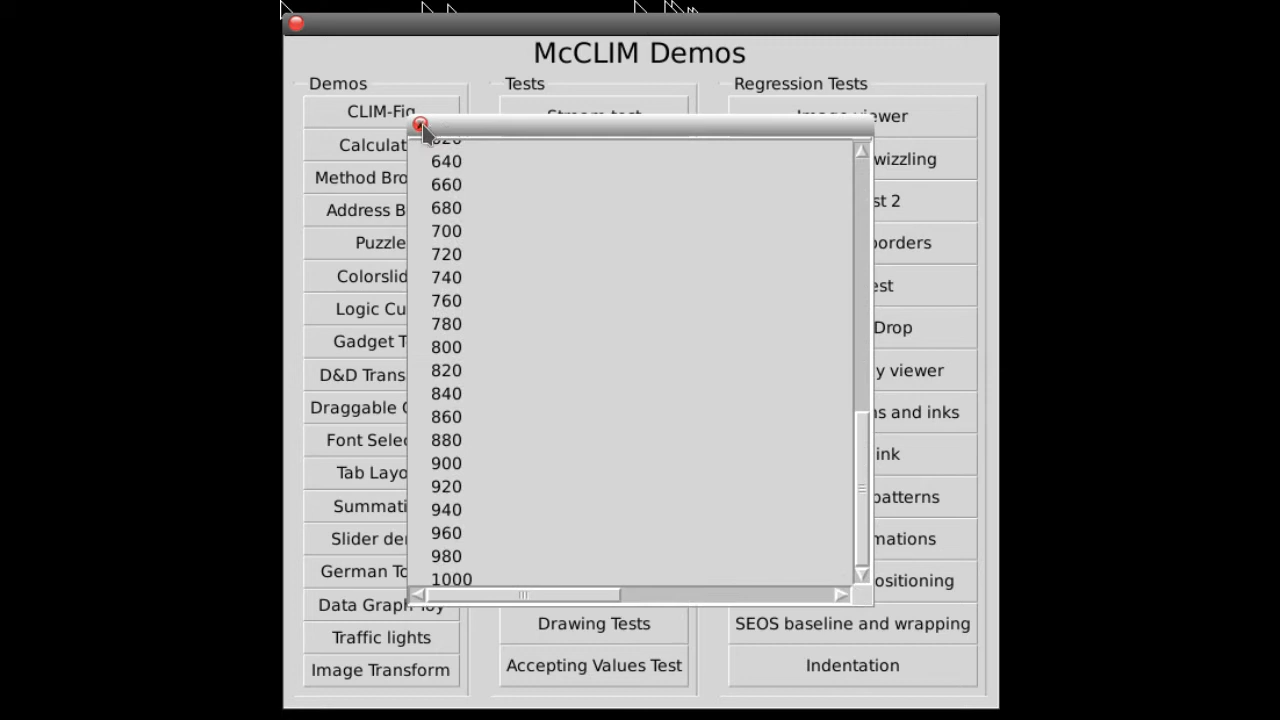 McCLIM Demos
Demos
Tests
Regression Tests
CLIM-Fig
Stream test
Image viewer
Calculat
wizzling
Method Bro
st 2
Address B
orders
Puzzle
Colorslid
est
Logic Cu
Drop
Gadget T
y viewer
D&D Trans
Draggable
ns and inks
Font Selec
ink
Tab Layo
patterns
Summati
mations
Slider de
German To
ositioning
Data Graph Toy
Traffic lights
Image Transform
640
660
680
700
720
740
760
780
800
820
840
860
880
900
920
940
960
980
1000
Drawing Tests
Accepting Values Test
SEOS baseline and wrapping
Indentation